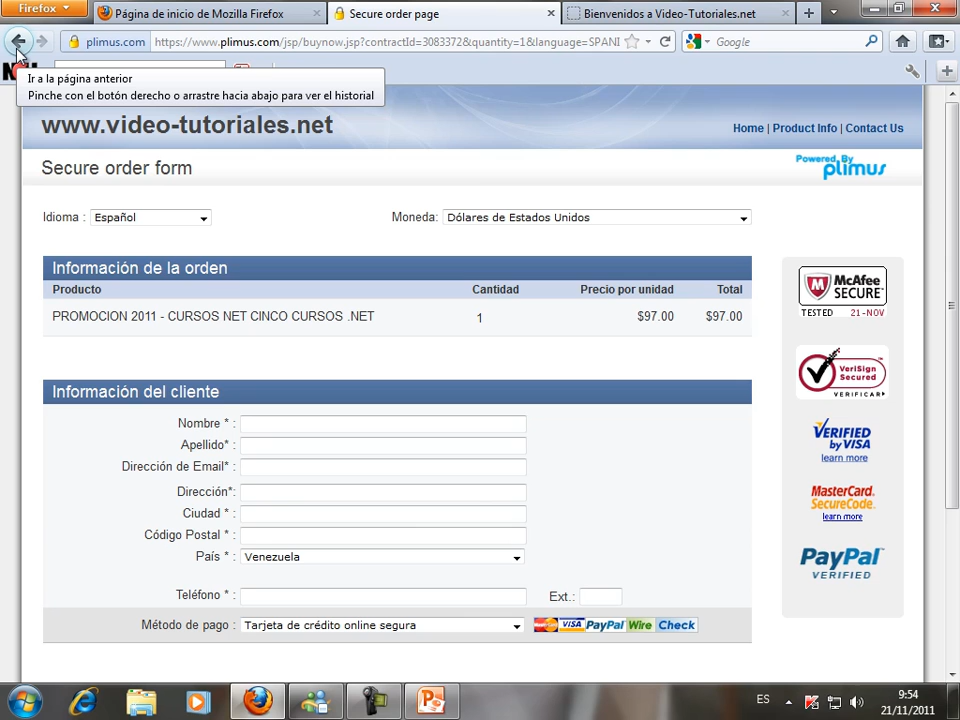 Firefox
Página de inicio de Mozilla Firefox
Secure order page
Bienvenidos a Video-Tutoriales.net
plimus.com
https://www.plimus.com/jsp/buynow.jsp?contractId=3083372&quantity=1&language=SPANI
Google
Ir a la página anterior
Pinche con el botón derecho o arrastre hacia abajo para ver el historial
www.video-tutoriales.net
Home | Product Info | Contact Us
Secure order form
Powered By
plimus
Idioma : Español
Moneda: Dólares de Estados Unidos
Información de la orden
Producto Cantidad Precio por unidad Total
PROMOCION 2011 - CURSOS NET CINCO CURSOS .NET 1 $97.00 $97.00
McAfee
SECURE™
TESTED 21-NOV
VeriSign
Secured
VERIFICAR
VERIFIED
by VISA
learn more
MasterCard.
SecureCode.
learn more
PayPal
VERIFIED
Información del cliente
Nombre * :
Apellido* :
Dirección de Email* :
Dirección*:
Ciudad * :
Código Postal * :
País * : Venezuela
Teléfono * : Ext.:
Método de pago : Tarjeta de crédito online segura
MasterCard VISA PayPal Wire Check
ES
9:54
21/11/2011